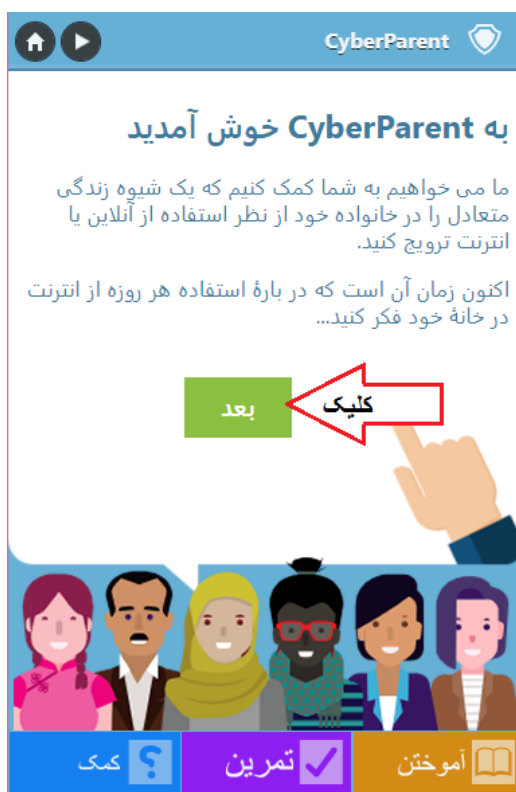 CyberParent
به CyberParent خوش آمدید
ما می خواهیم به شما کمک کنیم که یک شیوه زندگی
متعادل را در خانواده خود از نظر استفاده از آنلاین یا
انترنت ترویج کنید.
اکنون زمان آن است که در بارۀ استفاده هر روزه از انترنت
در خانۀ خود فکر کنید...
بعد
کلیک
آموختن
تمرین
کمک